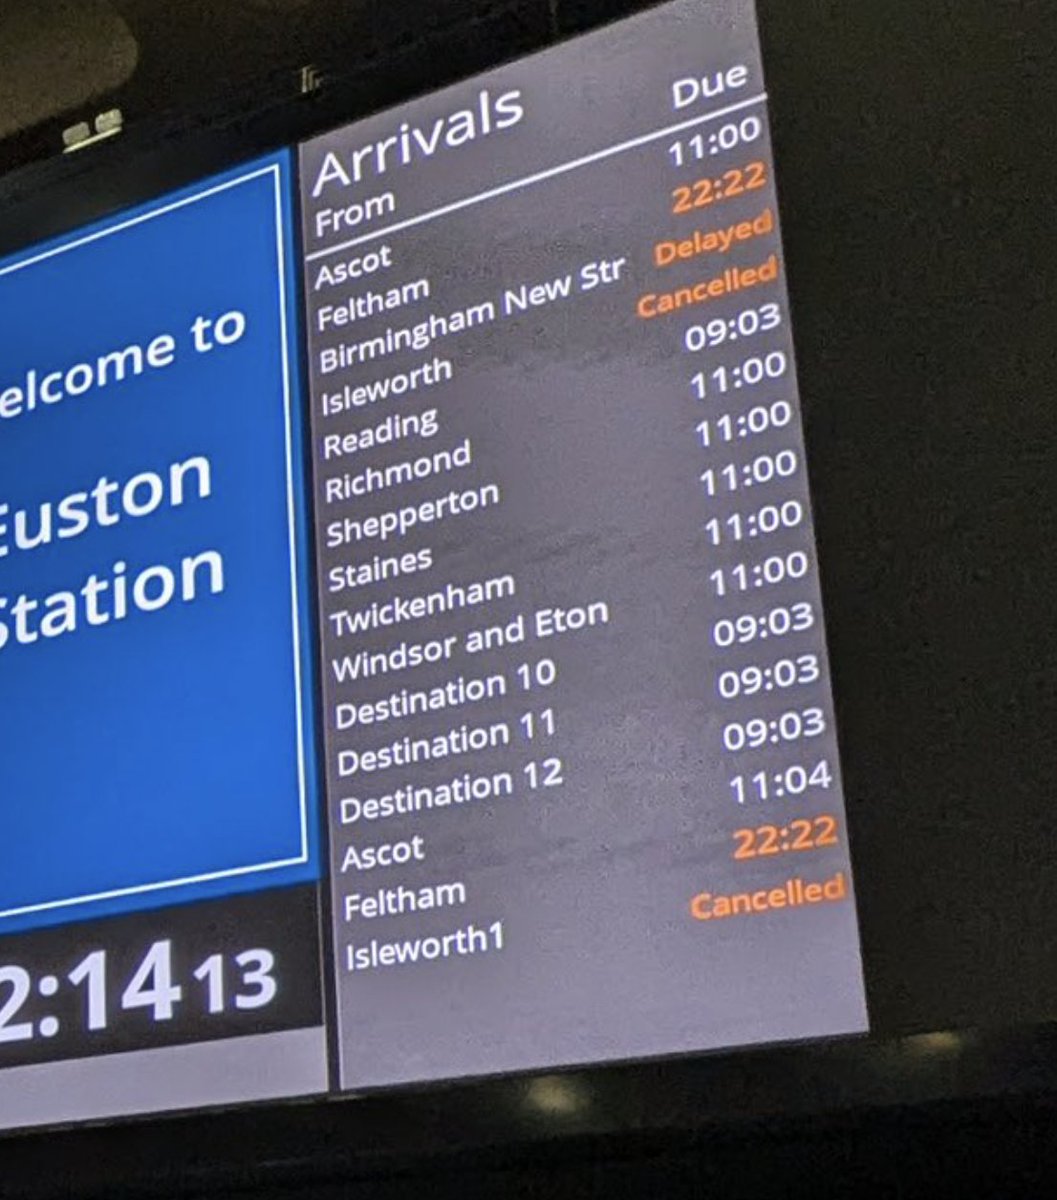 elcome to
Euston
Station
2:14 13
Arrivals
From Due
Ascot 11:00
Feltham 22:22
Birmingham New Str Delayed
Isleworth Cancelled
Reading 09:03
Richmond 11:00
Shepperton 11:00
Staines 11:00
Twickenham 11:00
Windsor and Eton 11:00
Destination 10 09:03
Destination 11 09:03
Destination 12 09:03
Ascot 11:04
Feltham 22:22
Isleworth1 Cancelled